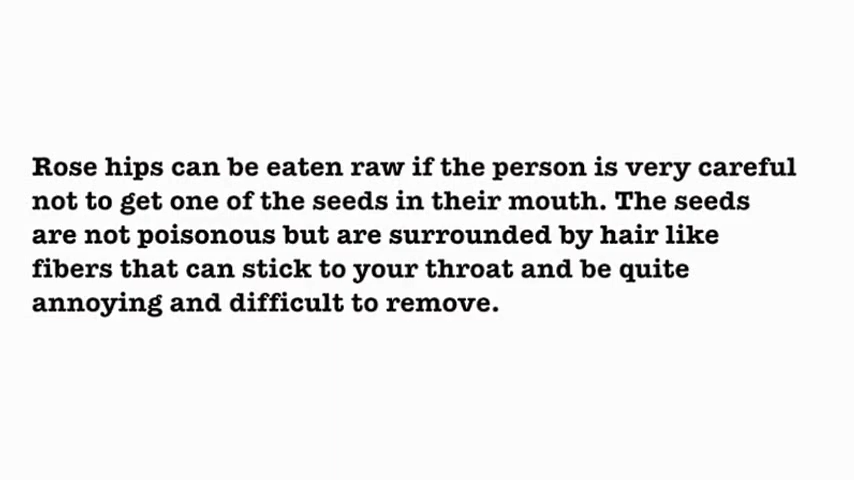 Rose hips can be eaten raw if the person is very careful
not to get one of the seeds in their mouth. The seeds
are not poisonous but are surrounded by hair like
fibers that can stick to your throat and be quite
annoying and difficult to remove.